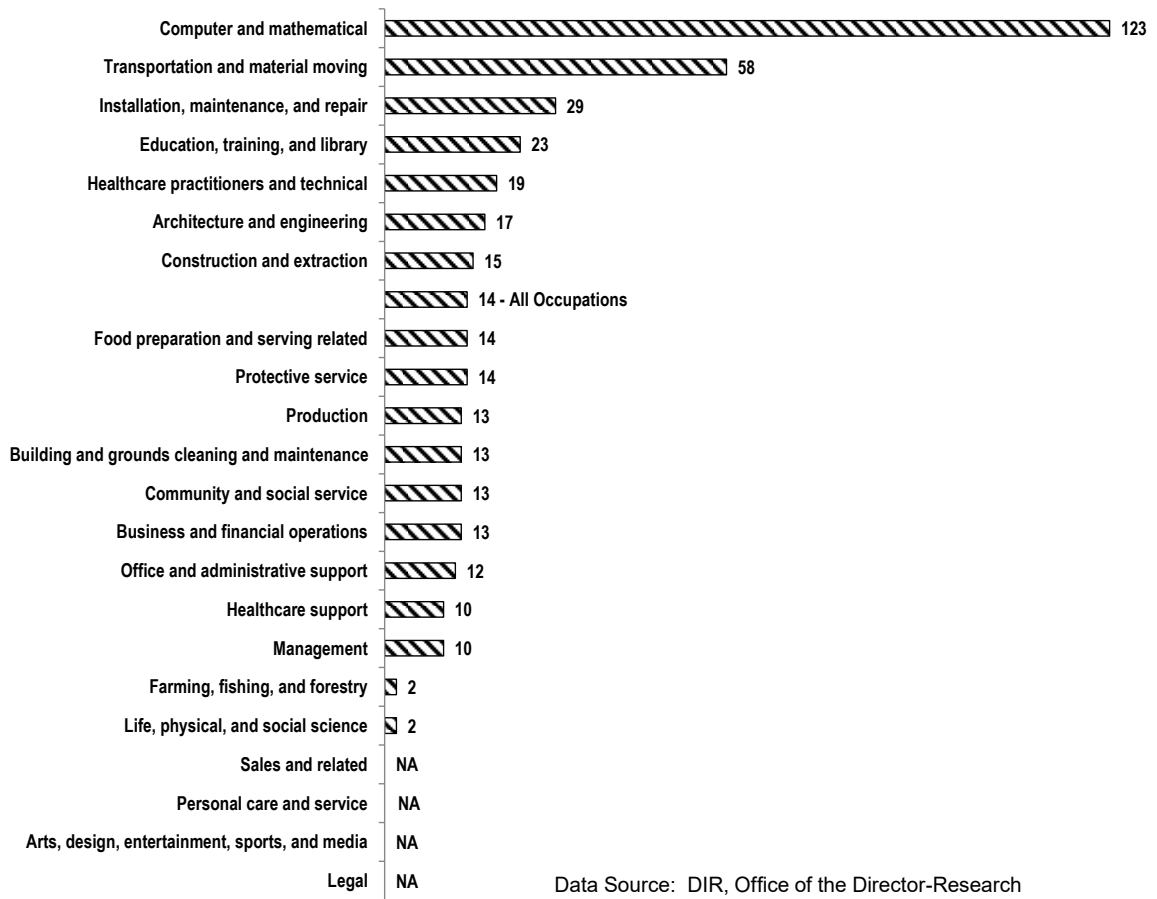 Computer and mathematical 123
Transportation and material moving 58
Installation, maintenance, and repair 29
Education, training, and library 23
Healthcare practitioners and technical 19
Architecture and engineering 17
Construction and extraction 15
14 - All Occupations
Food preparation and serving related 14
Protective service 14
Production 13
Building and grounds cleaning and maintenance 13
Community and social service 13
Business and financial operations 13
Office and administrative support 12
Healthcare support 10
Management 10
Farming, fishing, and forestry 2
Life, physical, and social science 2
Sales and related NA
Personal care and service NA
Arts, design, entertainment, sports, and media NA
Legal NA
Data Source: DIR, Office of the Director-Research